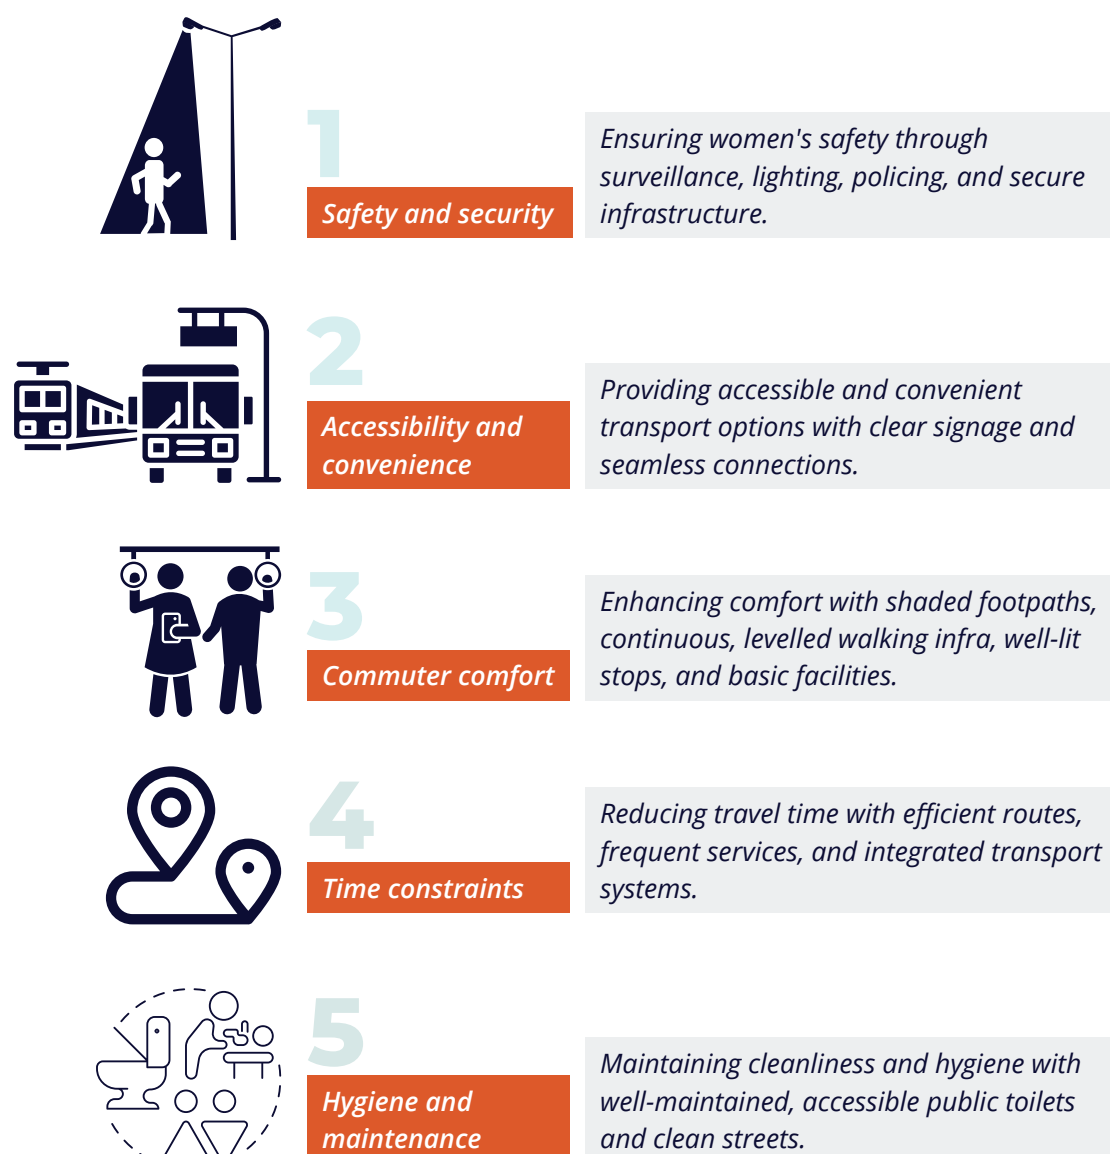 1
Safety and security
Ensuring women's safety through
surveillance, lighting, policing, and secure
infrastructure.
2
Accessibility and
convenience
Providing accessible and convenient
transport options with clear signage and
seamless connections.
3
Commuter comfort
Enhancing comfort with shaded footpaths,
continuous, levelled walking infra, well-lit
stops, and basic facilities.
4
Time constraints
Reducing travel time with efficient routes,
frequent services, and integrated transport
systems.
5
Hygiene and
maintenance
Maintaining cleanliness and hygiene with
well-maintained, accessible public toilets
and clean streets.